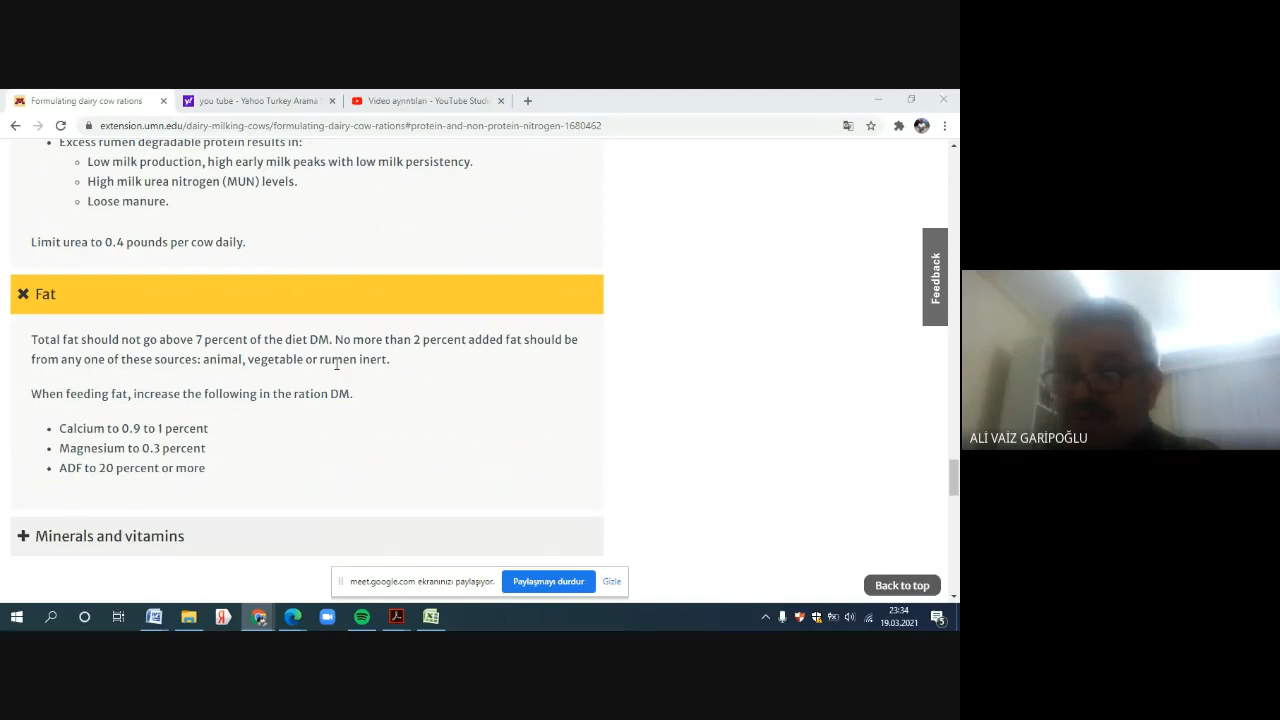 Formulating dairy cow rations
you tube - Yahoo Turkey Arama
Video ayrıntıları - YouTube Studi
extension.umn.edu/dairy-milking-cows/formulating-dairy-cow-rations#protein-and-non-protein-nitrogen-1680462
Excess rumen degradable protein results in:
Low milk production, high early milk peaks with low milk persistency.
High milk urea nitrogen (MUN) levels.
Loose manure.
Limit urea to 0.4 pounds per cow daily.
Fat
Total fat should not go above 7 percent of the diet DM. No more than 2 percent added fat should be
from any one of these sources: animal, vegetable or rumen inert.
When feeding fat, increase the following in the ration DM.
Calcium to 0.9 to 1 percent
Magnesium to 0.3 percent
ADF to 20 percent or more
Minerals and vitamins
Feedback
Back to top
meet.google.com ekranınızı paylaşıyor.
Paylaşmayı durdur
Gizle
23:34
19.03.2021
5
ALİ VAİZ GARİPOĞLU